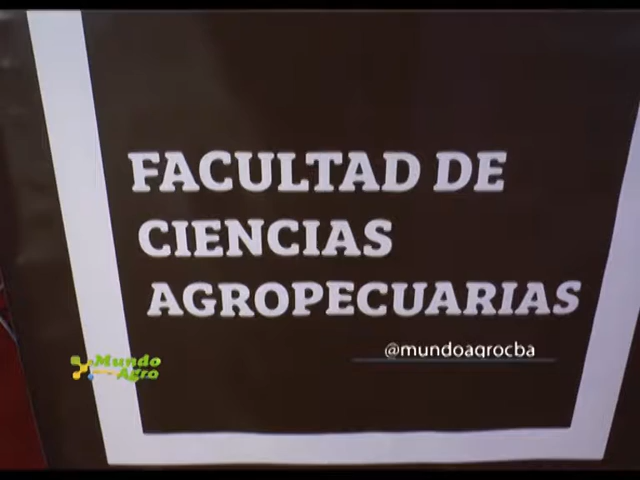 FACULTAD DE
CIENCIAS
AGROPECUARIAS
@mundoagrocba
Mundo
Agro